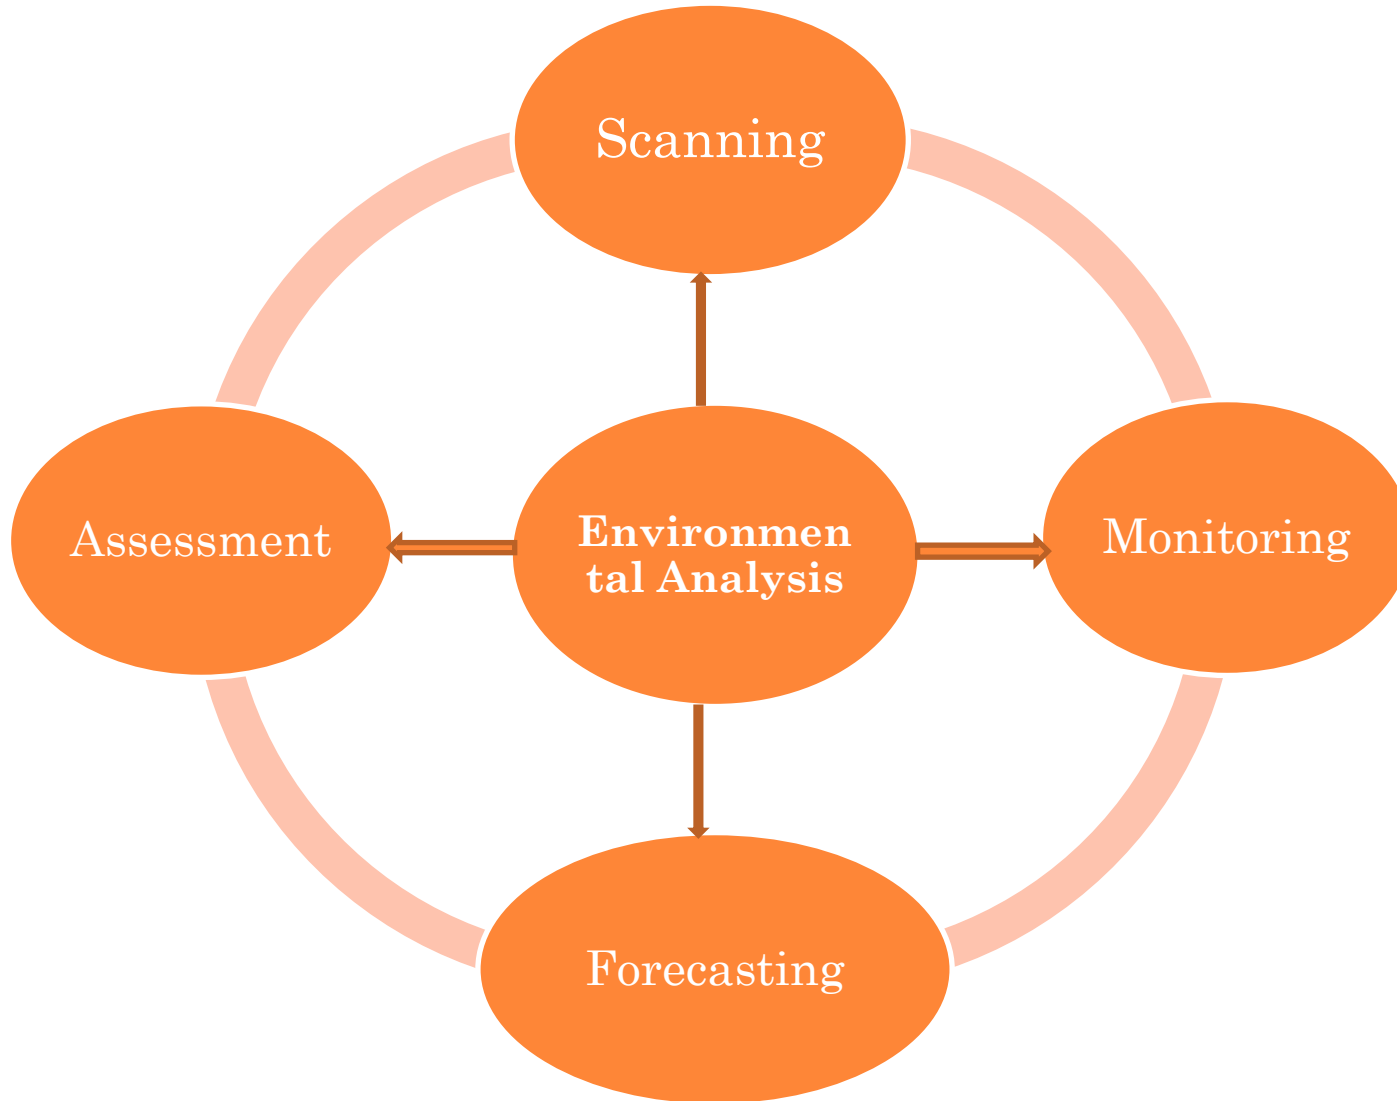 Scanning
Assessment
Environmen
tal Analysis
Monitoring
Forecasting